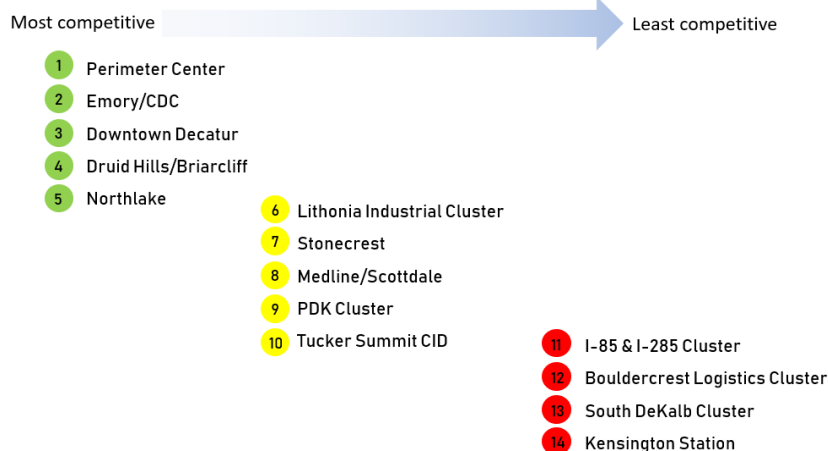 Most competitive
Least competitive
1 Perimeter Center
2 Emory/CDC
3 Downtown Decatur
4 Druid Hills/Briarcliff
5 Northlake
6 Lithonia Industrial Cluster
7 Stonecrest
8 Medline/Scottdale
9 PDK Cluster
10 Tucker Summit CID
11 I-85 & I-285 Cluster
12 Bouldercrest Logistics Cluster
13 South DeKalb Cluster
14 Kensington Station